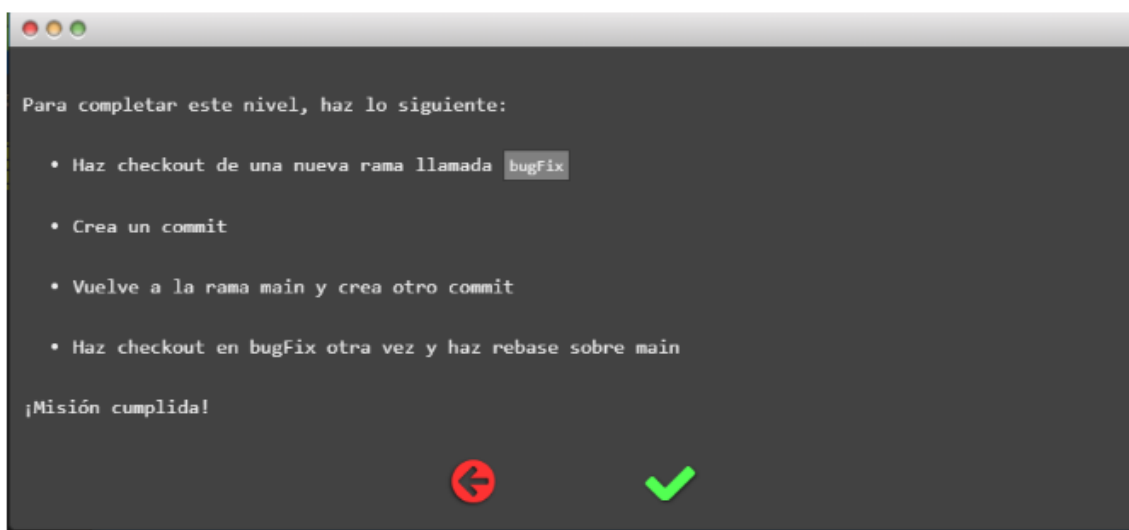 Para completar este nivel, haz lo siguiente:
• Haz checkout de una nueva rama llamada bugFix
• Crea un commit
• Vuelve a la rama main y crea otro commit
• Haz checkout en bugFix otra vez y haz rebase sobre main
¡Misión cumplida!